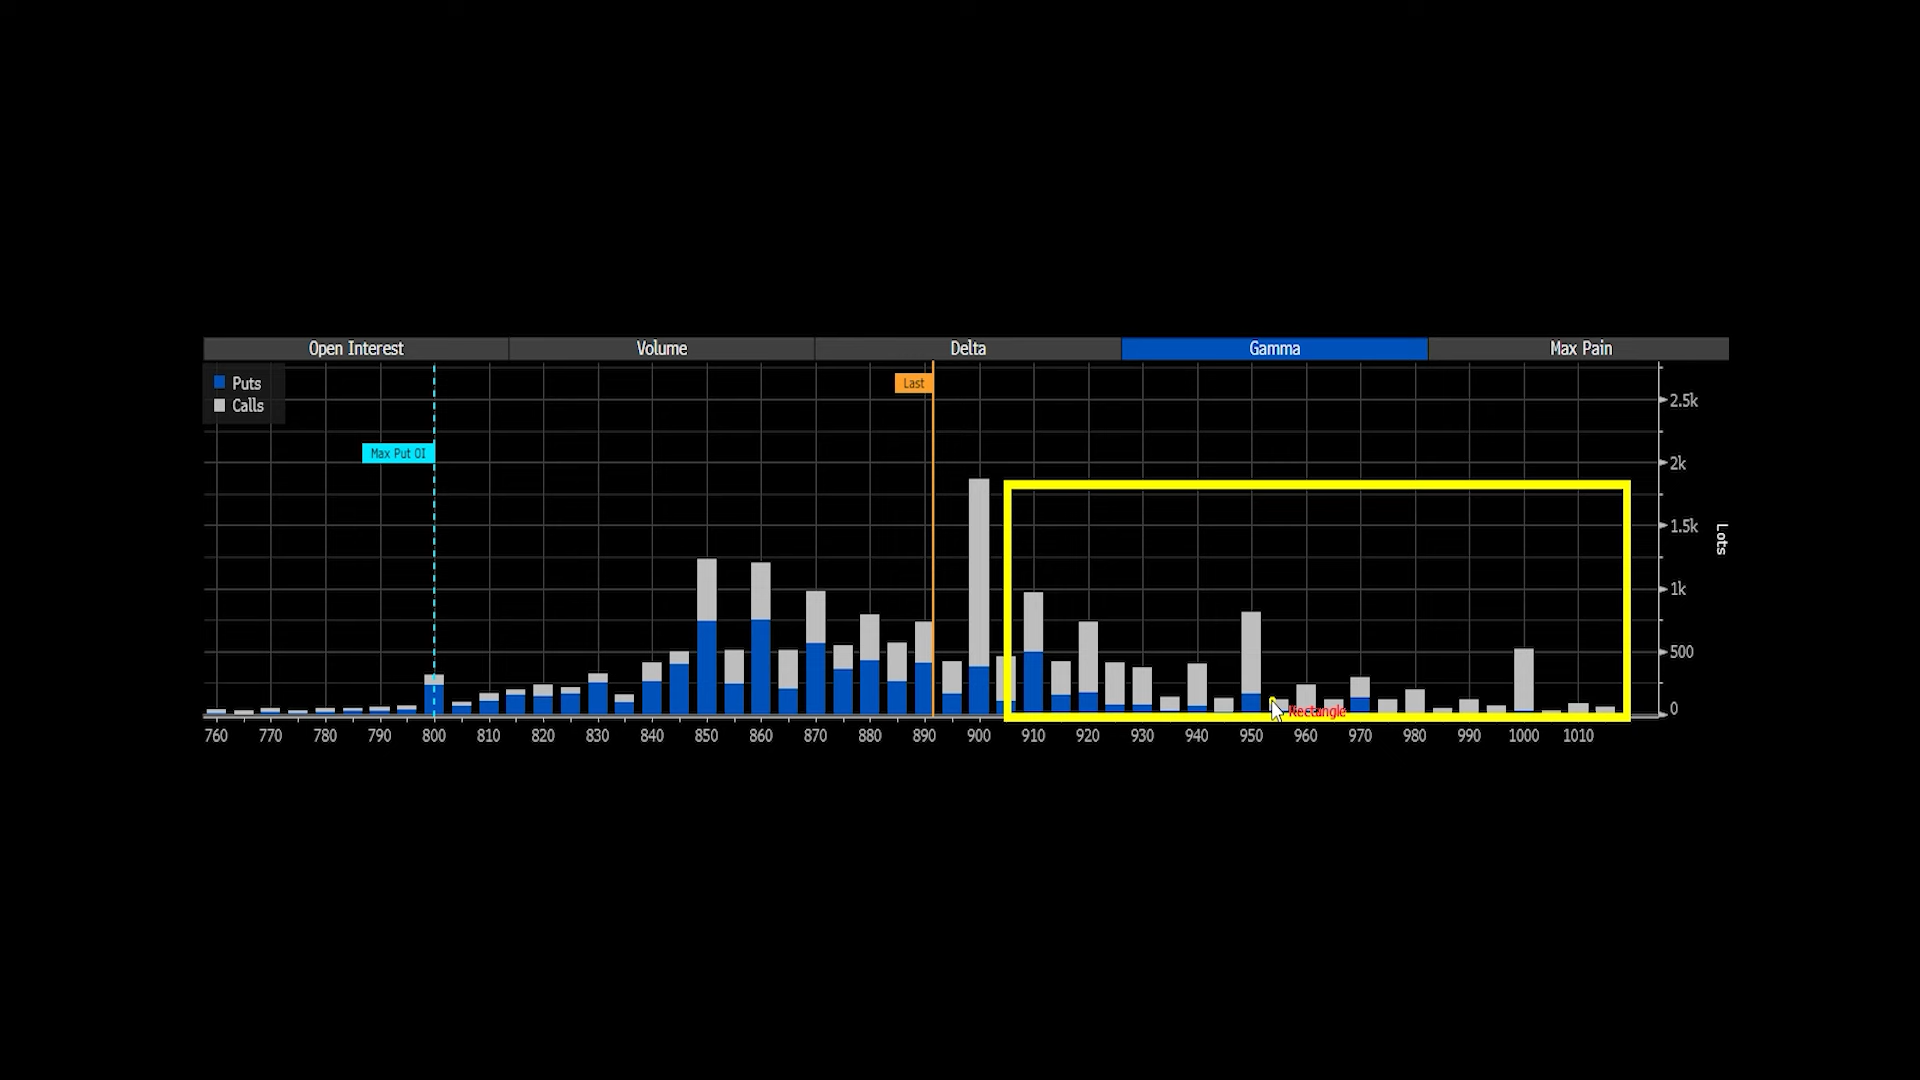 Open Interest Volume Delta Gamma Max Pain
Puts
Calls
Last
Max Put OI
2.5k
2k
1.5k
1k
500
0
Lots
Rectangle
760 770 780 790 800 810 820 830 840 850 860 870 880 890 900 910 920 930 940 950 960 970 980 990 1000 1010